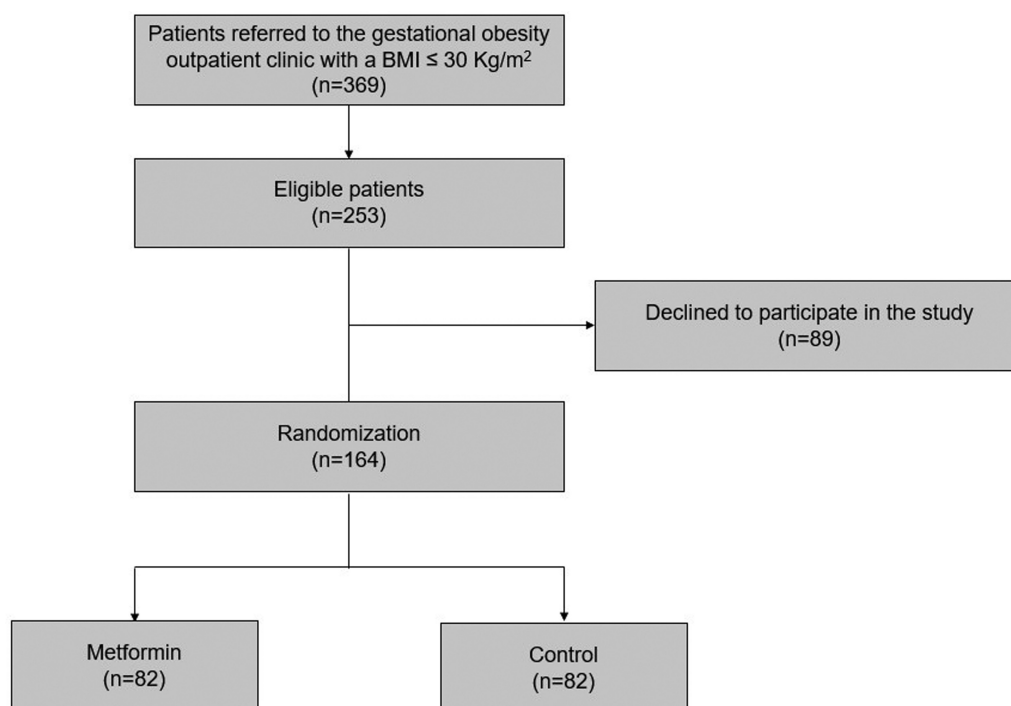 Patients referred to the gestational obesity
outpatient clinic with a BMI ≤ 30 Kg/m²
(n=369)
Eligible patients
(n=253)
Declined to participate in the study
(n=89)
Randomization
(n=164)
Metformin
(n=82)
Control
(n=82)